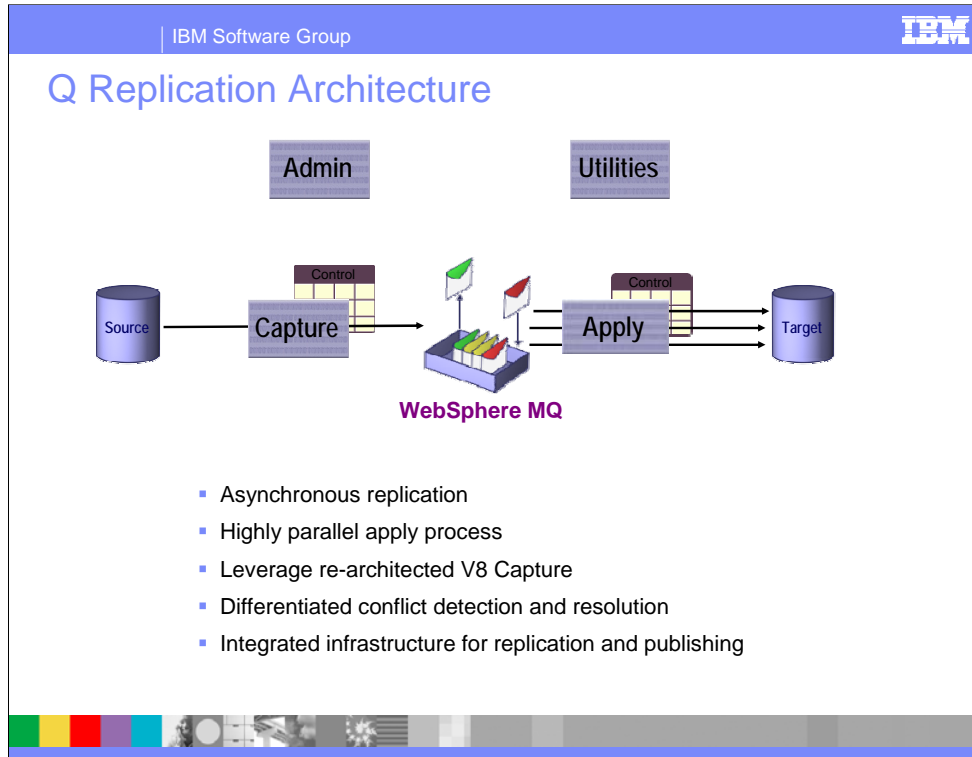 IBM Software Group
IBM
Q Replication Architecture
Admin
Utilities
Control
Control
Source
Capture
Apply
Target
WebSphere MQ
Asynchronous replication
Highly parallel apply process
Leverage re-architected V8 Capture
Differentiated conflict detection and resolution
Integrated infrastructure for replication and publishing